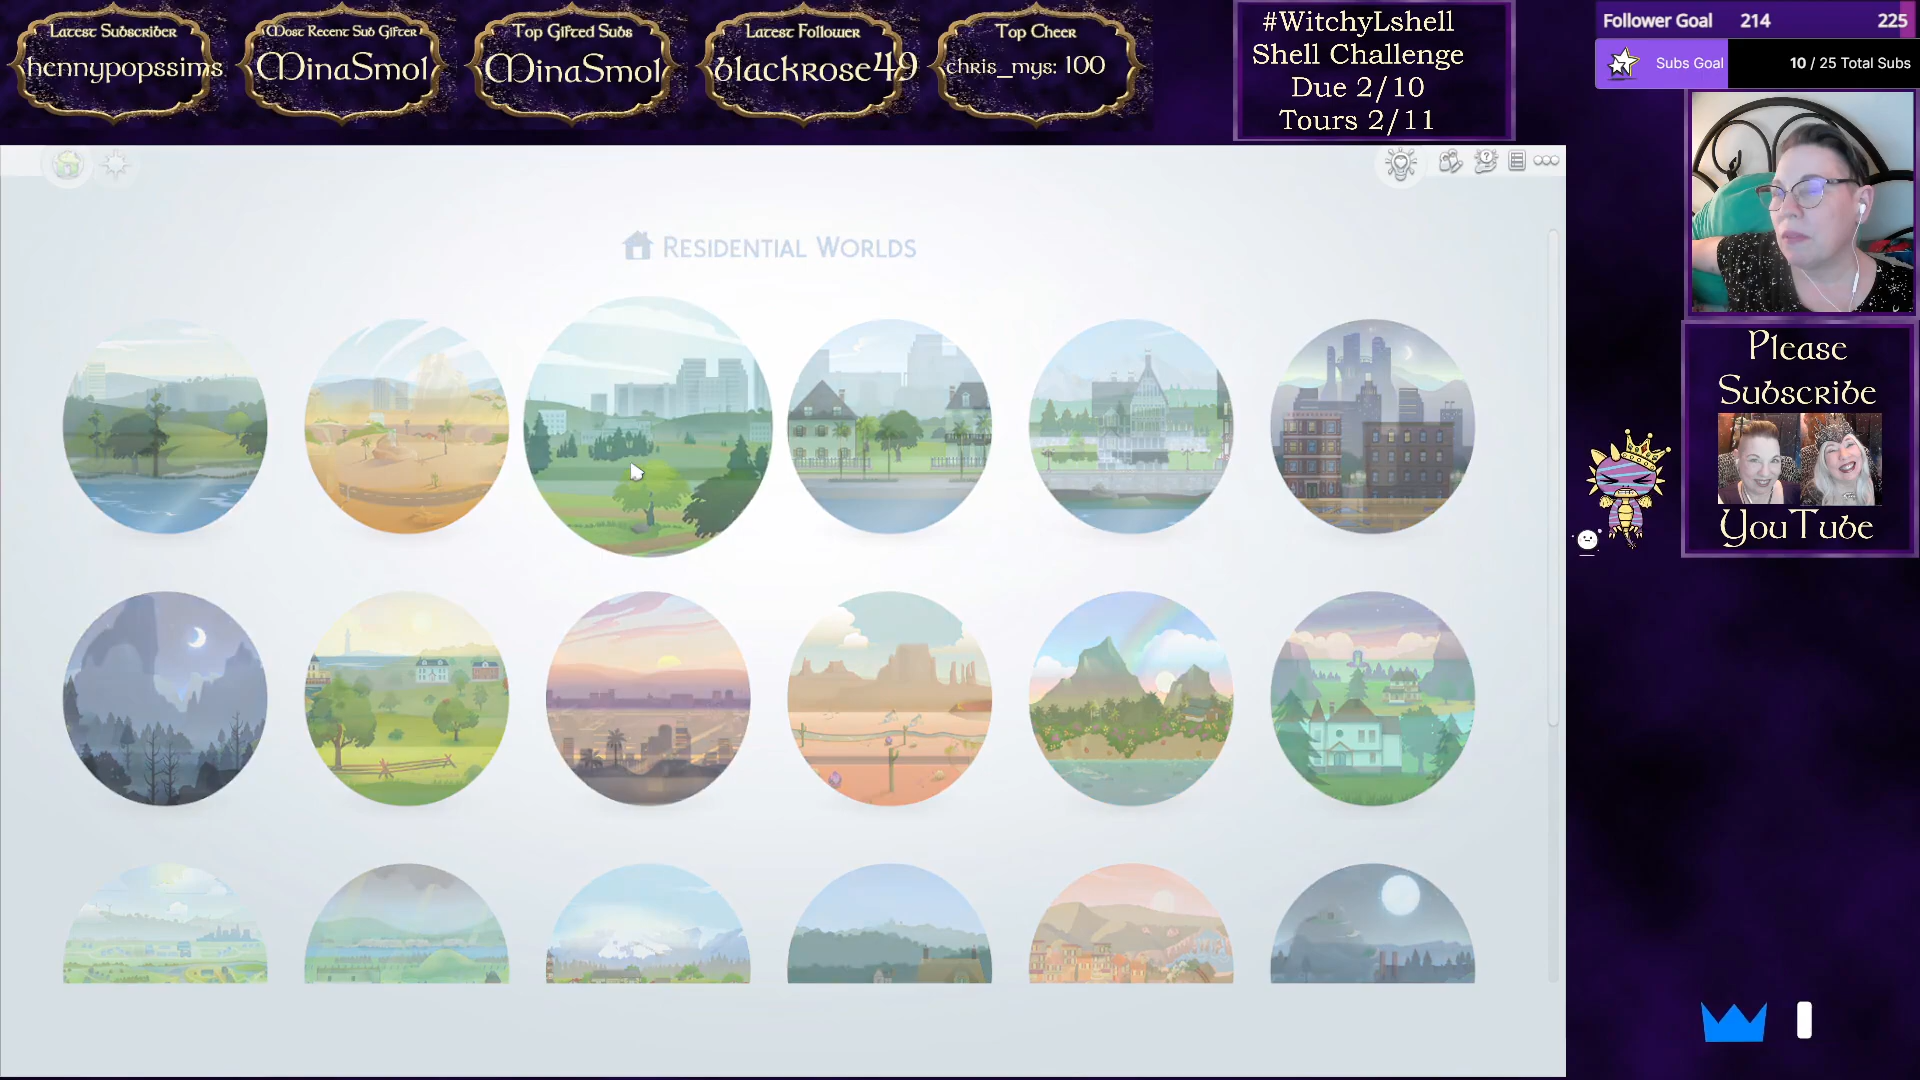 Latest Subscriber
hennypopssims
Most Recent Sub Gifter
MinaSmol
Top Gifted Subs
MinaSmol
Latest Follower
blackrose49
Top Cheer
chris_mys: 100
#WitchyLshell
Shell Challenge
Due 2/10
Tours 2/11
Follower Goal 214 225
Subs Goal 10 / 25 Total Subs
Residential Worlds
Please
Subscribe
YouTube